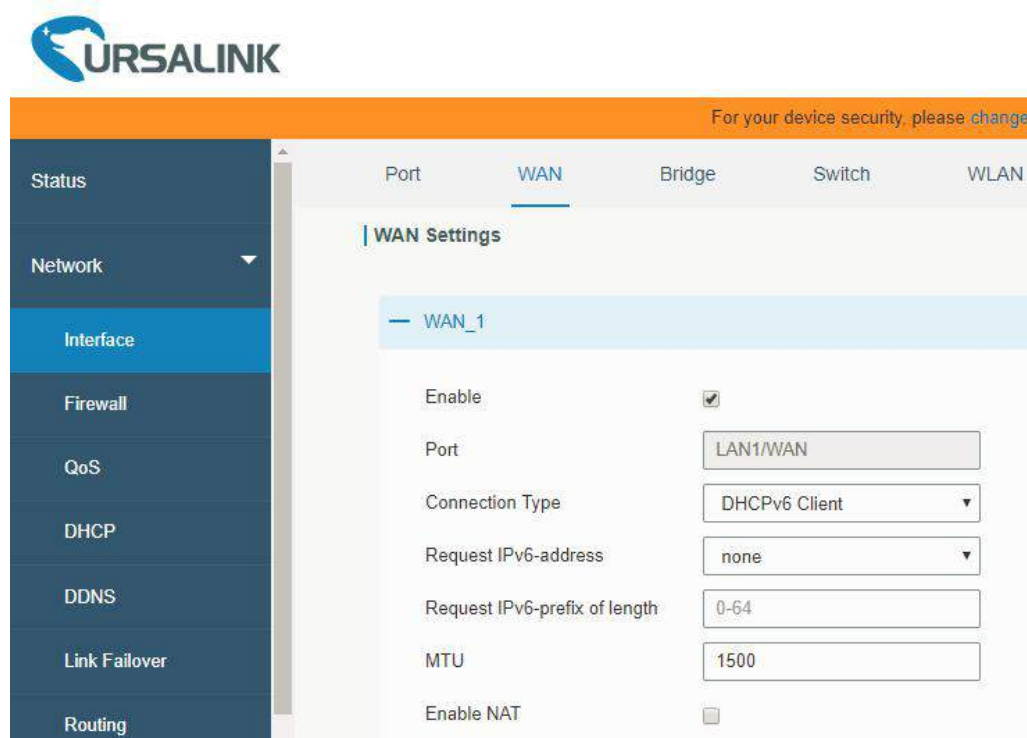 URSALINK
For your device security, please change
Status
Network
Interface
Firewall
QoS
DHCP
DDNS
Link Failover
Routing
Port WAN Bridge Switch WLAN
WAN Settings
WAN_1
Enable
Port LAN1/WAN
Connection Type DHCPv6 Client
Request IPv6-address none
Request IPv6-prefix of length 0-64
MTU 1500
Enable NAT